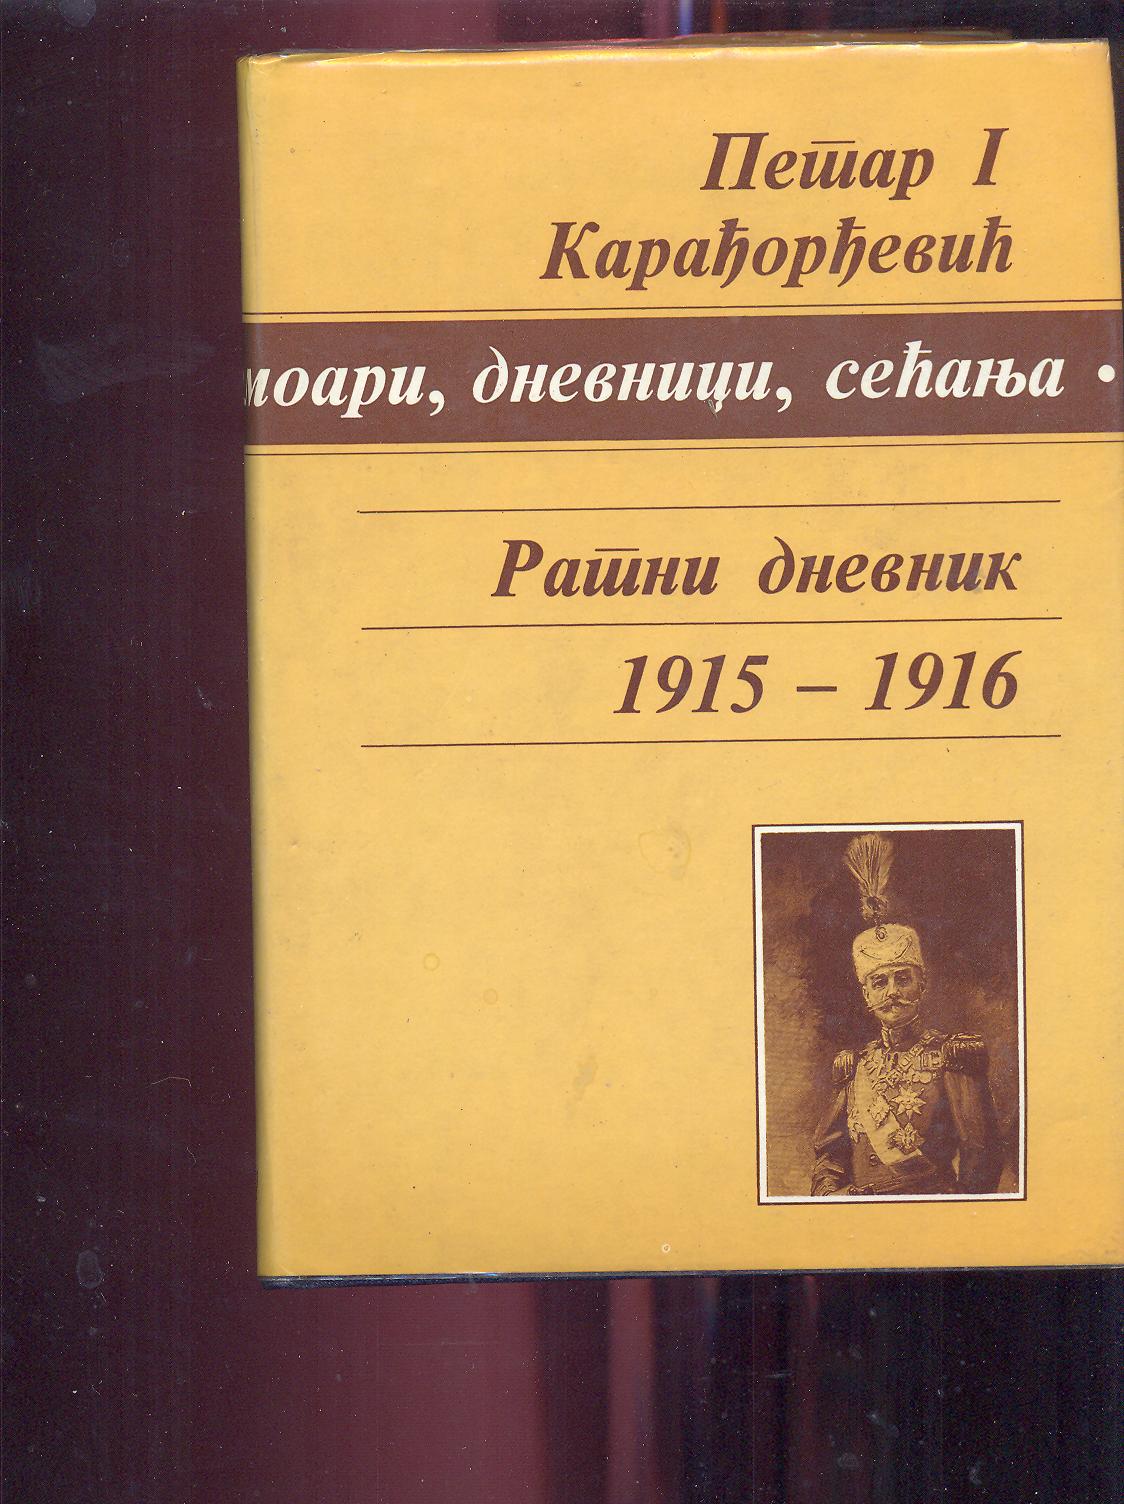 Петар I
Карађорђевић
моари, дневници, сећања •
Ратни дневник
1915 – 1916